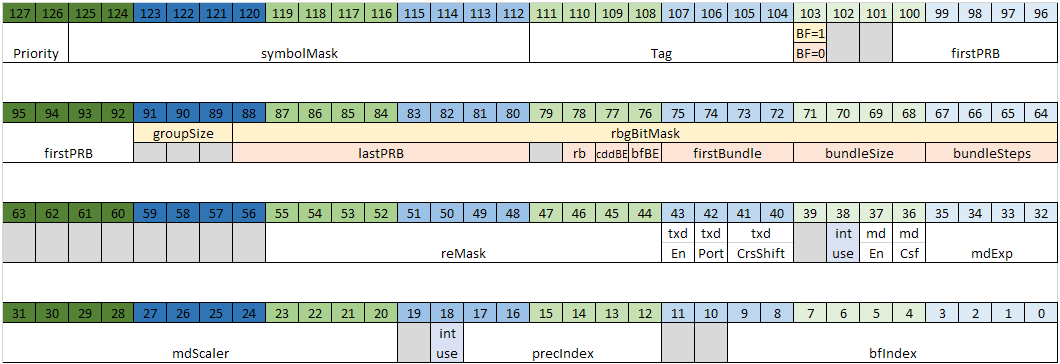 127 126 125 124 123 122 121 120 119 118 117 116 115 114 113 112 111 110 109 108 107 106 105 104 103 102 101 100 99 98 97 96
BF=1
Priority symbolMask Tag BF=0 firstPRB
95 94 93 92 91 90 89 88 87 86 85 84 83 82 81 80 79 78 77 76 75 74 73 72 71 70 69 68 67 66 65 64
groupSize rbgBitMask
firstPRB lastPRB rb cddBE bfBE firstBundle bundleSize bundleSteps
63 62 61 60 59 58 57 56 55 54 53 52 51 50 49 48 47 46 45 44 43 42 41 40 39 38 37 36 35 34 33 32
txd txd txd int md md
reMask En Port CrsShift use En Csf mdExp
31 30 29 28 27 26 25 24 23 22 21 20 19 18 17 16 15 14 13 12 11 10 9 8 7 6 5 4 3 2 1 0
int
mdScaler use precIndex bfIndex